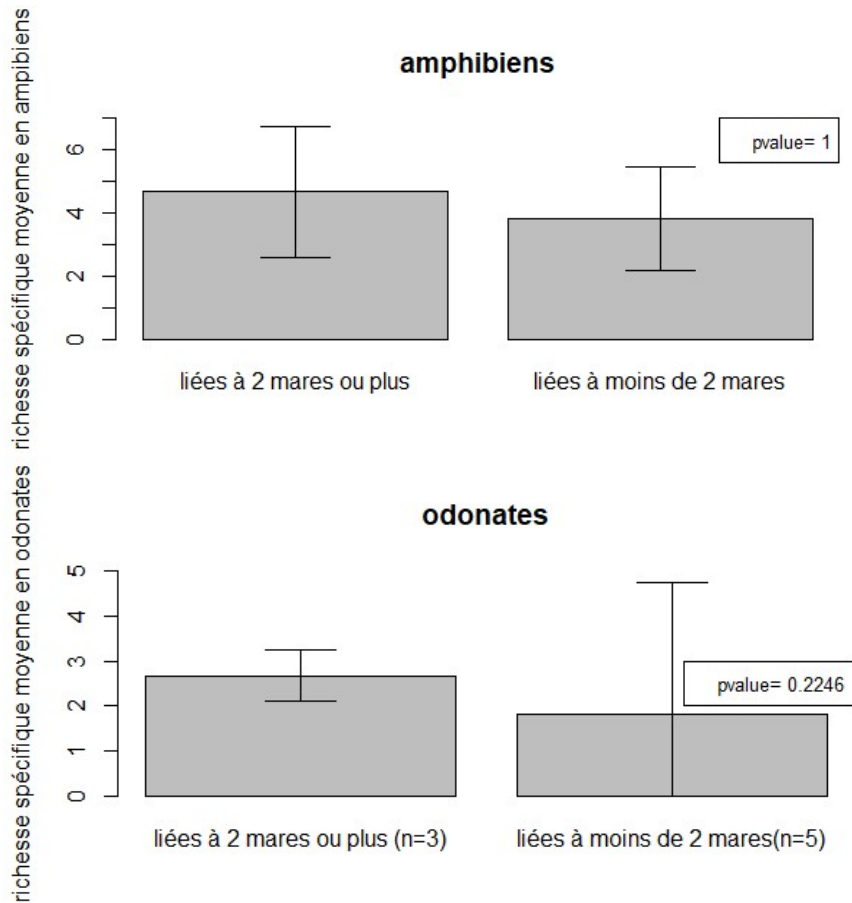 amphibiens
richesse spécifique moyenne en ampibiens
6
4
2
0
pvalue= 1
liées à 2 mares ou plus
liées à moins de 2 mares
odonates
richesse spécifique moyenne en odonates
5
4
3
2
1
0
pvalue= 0.2246
liées à 2 mares ou plus (n=3)
liées à moins de 2 mares(n=5)